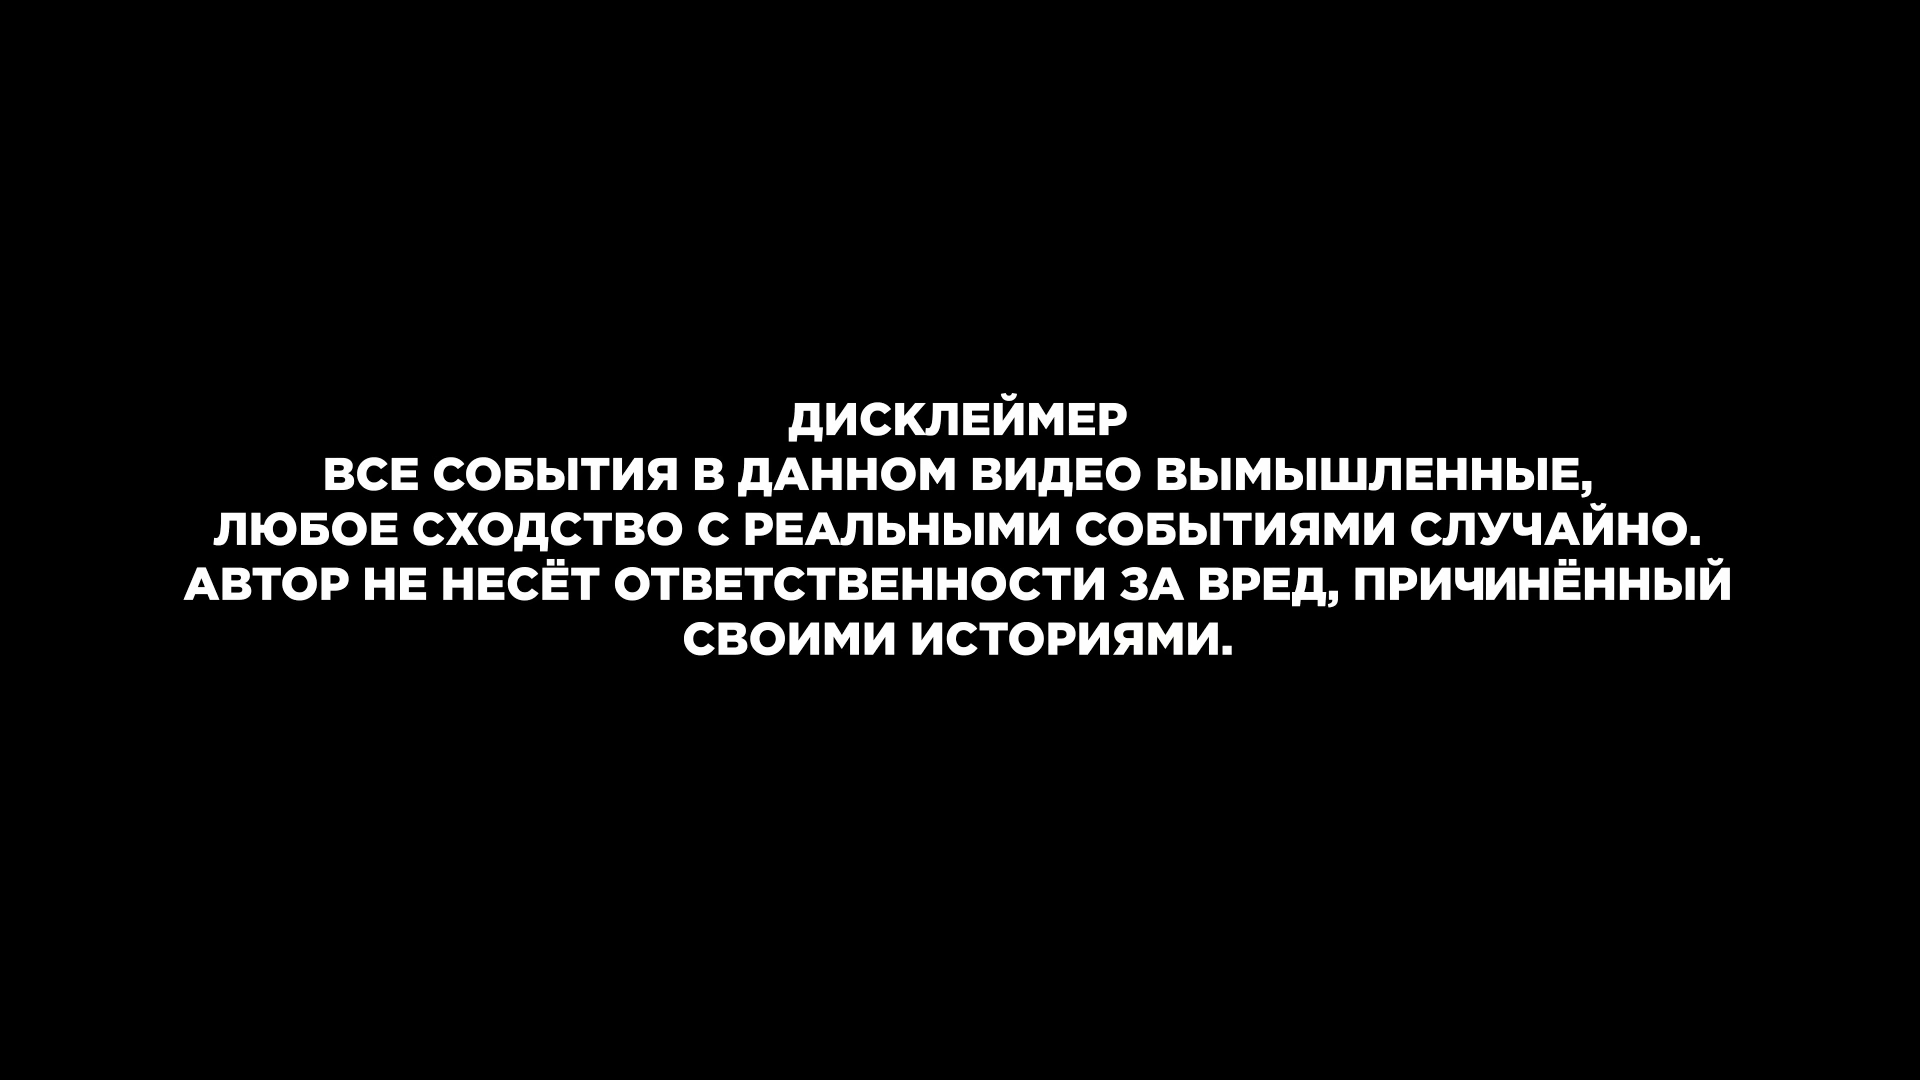 ДИСКЛЕЙМЕР
ВСЕ СОБЫТИЯ В ДАННОМ ВИДЕО ВЫМЫШЛЕННЫЕ,
ЛЮБОЕ СХОДСТВО С РЕАЛЬНЫМИ СОБЫТИЯМИ СЛУЧАЙНО.
АВТОР НЕ НЕСЁТ ОТВЕТСТВЕННОСТИ ЗА ВРЕД, ПРИЧИНЁННЫЙ
СВОИМИ ИСТОРИЯМИ.